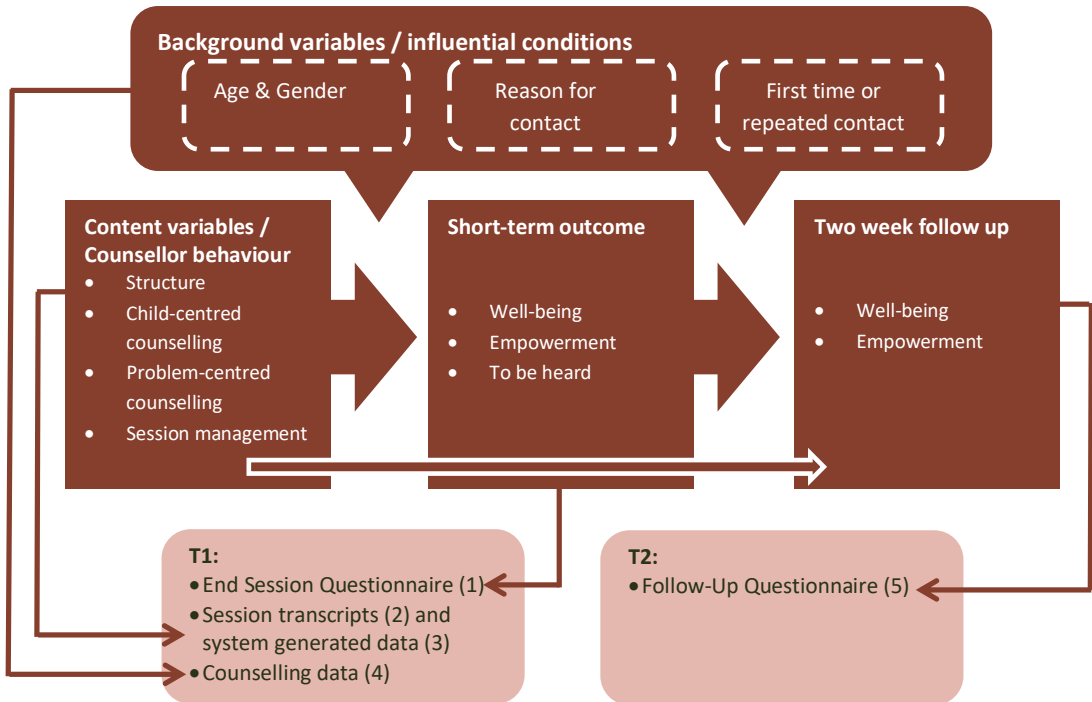 Background variables / influential conditions
Age & Gender
Reason for
contact
First time or
repeated contact
Content variables /
Counsellor behaviour
• Structure
• Child-centred
counselling
• Problem-centred
counselling
• Session management
Short-term outcome
• Well-being
• Empowerment
• To be heard
Two week follow up
• Well-being
• Empowerment
T1:
• End Session Questionnaire (1)
• Session transcripts (2) and
system generated data (3)
• Counselling data (4)
T2:
• Follow-Up Questionnaire (5)